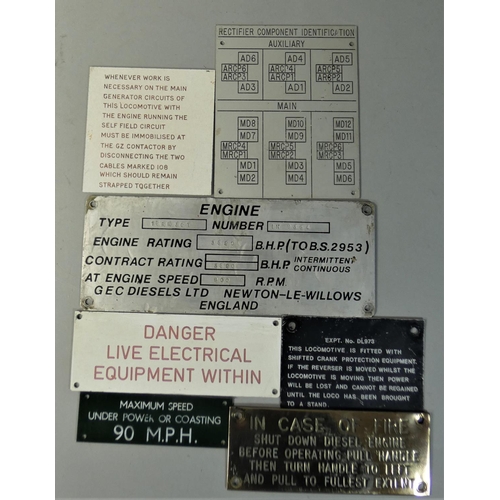 RECTIFIER COMPONENT IDENTIFICATION
AUXILIARY
AD6 AD4 AD5
ARCP5 ARCP4 ARCP6
ARCP3 ARCP1 ARCP2
AD3 AD1 AD2
MAIN
MD8 MD10 MD12
MD7 MD9 MD11
MRCP4 MRCP5 MRCP6
MRCP1 MRCP2 MRCP3
MD1 MD3 MD5
MD2 MD4 MD6
WHENEVER WORK IS
NECESSARY ON THE MAIN
GENERATOR CIRCUITS OF
THIS LOCOMOTIVE WITH
THE ENGINE RUNNING THE
SELF FIELD CIRCUIT
MUST BE IMMOBILISED AT
THE GZ CONTACTOR BY
DISCONNECTING THE TWO
CABLES MARKED 108
WHICH SHOULD REMAIN
STRAPPED TOGETHER
ENGINE
TYPE NUMBER
ENGINE RATING B.H.P. (TO B.S. 2953)
CONTRACT RATING B.H.P. INTERMITTENT
CONTINUOUS
AT ENGINE SPEED R.P.M
G E C DIESELS LTD NEWTON-LE-WILLOWS
ENGLAND
DANGER
LIVE ELECTRICAL
EQUIPMENT WITHIN
EXPT. No. DL970
THIS LOCOMOTIVE IS FITTED WITH
SHIFTED CRANK PROTECTION EQUIPMENT.
IF THE REVERSER IS MOVED WHILST THE
LOCOMOTIVE IS MOVING THEN POWER
WILL BE LOST AND CANNOT BE REGAINED
UNTIL THE LOCO HAS BEEN BROUGHT
TO A STAND.
MAXIMUM SPEED
UNDER POWER OR COASTING
90 M.P.H.
IN CASE OF FIRE
SHUT DOWN DIESEL ENGINE
BEFORE OPERATING PULL HANDLE
THEN TURN HANDLE TO LEFT
AND PULL TO FULLEST EXTENT